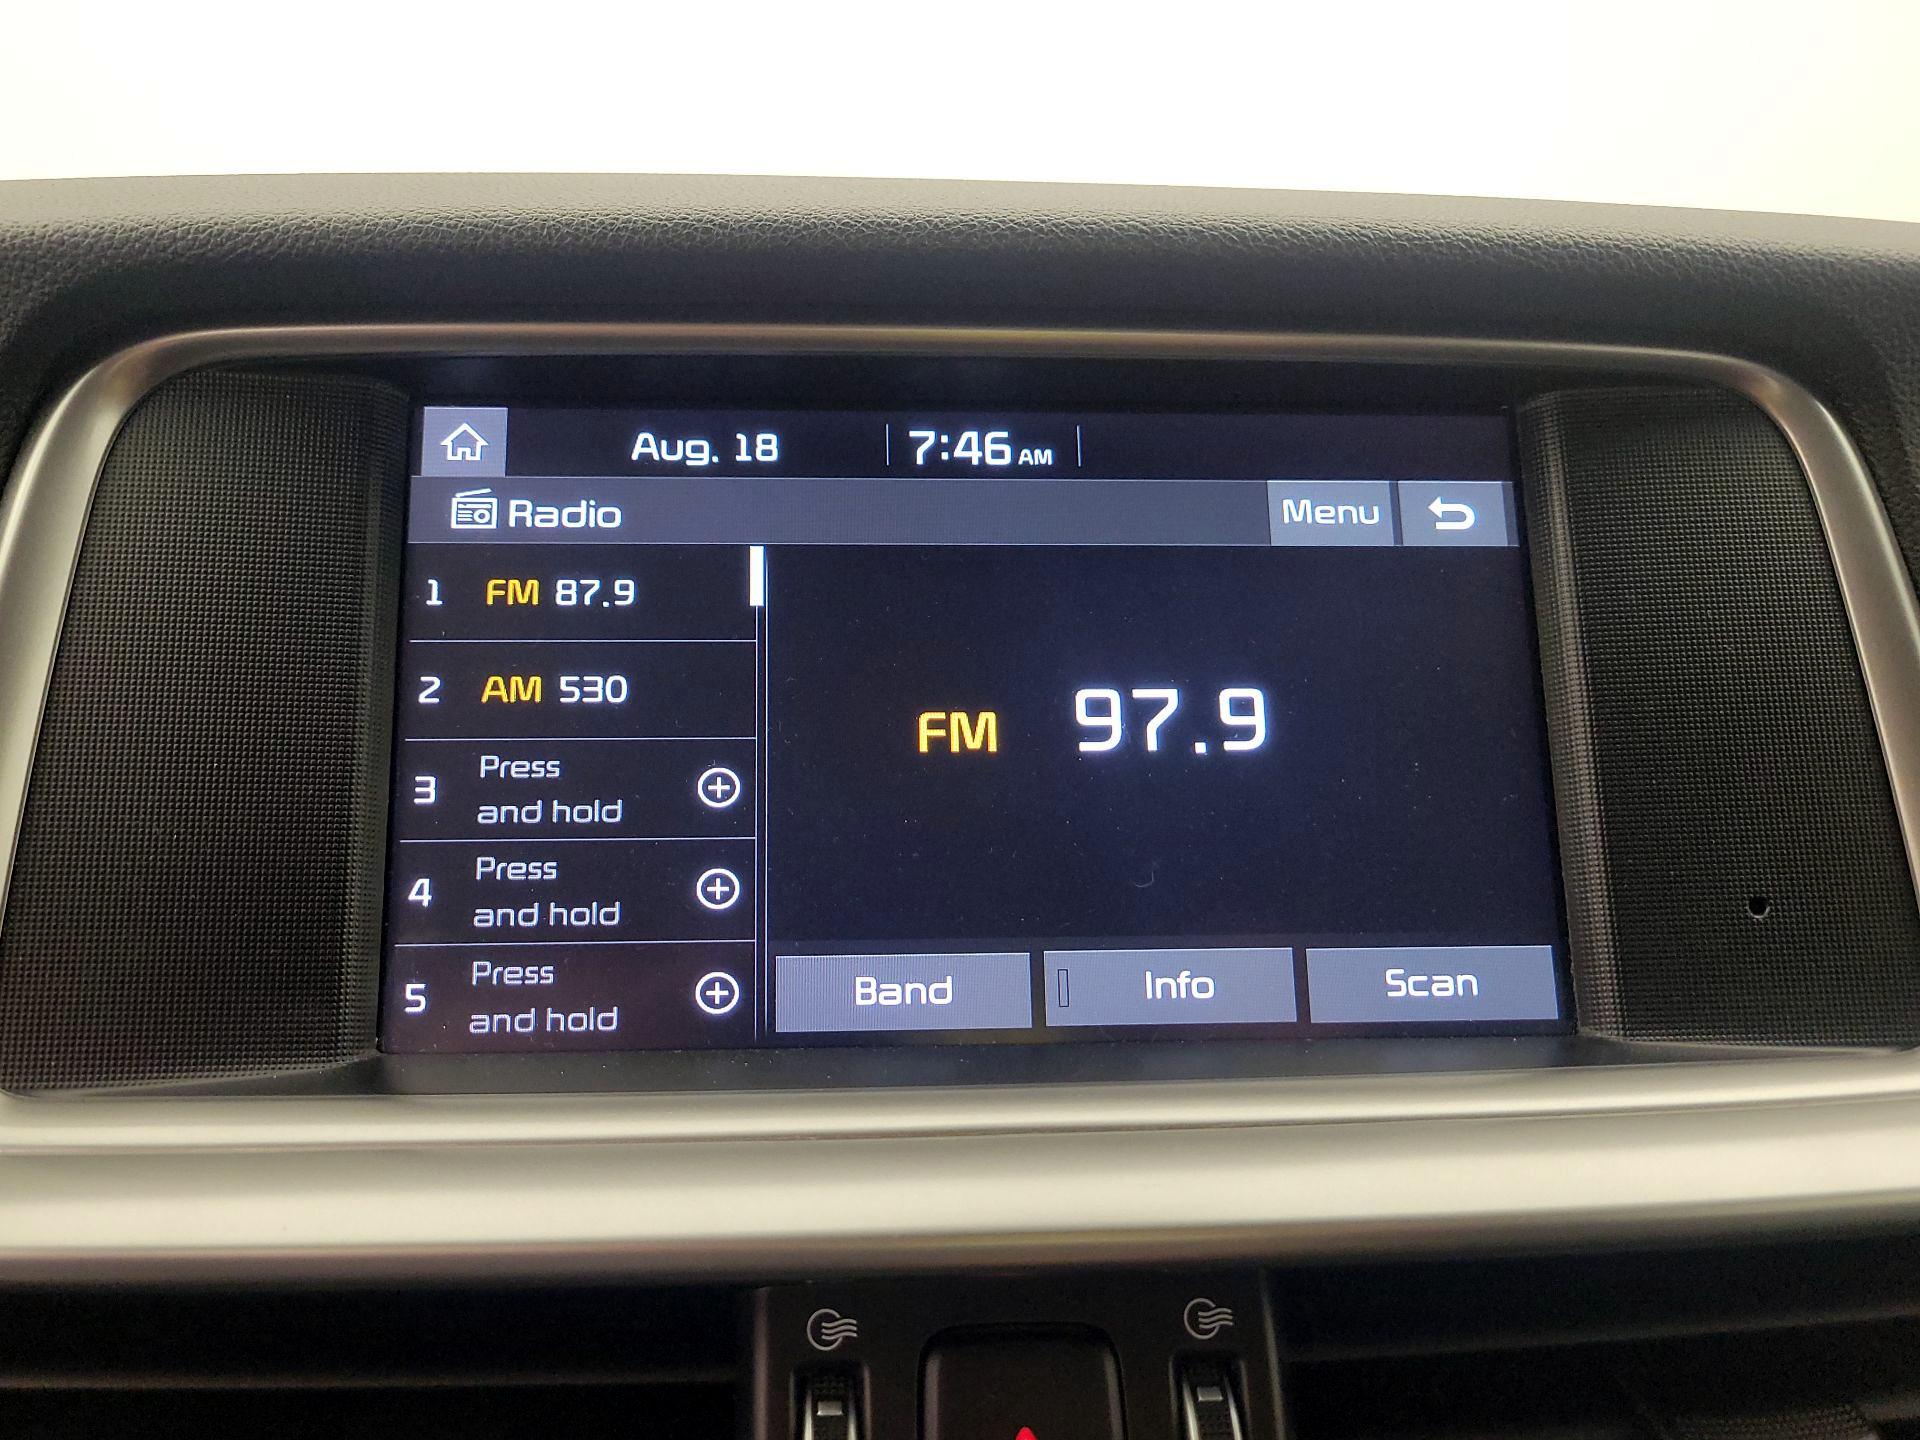 Aug. 18 7:46 AM
Radio Menu
1 FM 87.9
2 AM 530
3 Press
and hold
4 Press
and hold
5 Press
and hold
FM 97.9
Band Info Scan